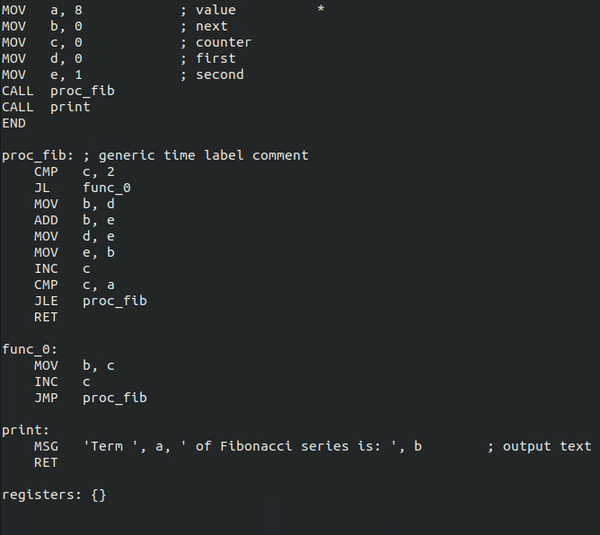 MOV   a, 8            ; value          *
MOV   b, 0            ; next
MOV   c, 0            ; counter
MOV   d, 0            ; first
MOV   e, 1            ; second
CALL  proc_fib
CALL  print
END

proc_fib: ; generic time label comment
    CMP   c, 2
    JL    func_0
    MOV   b, d
    ADD   b, e
    MOV   d, e
    MOV   e, b
    INC   c
    CMP   c, a
    JLE   proc_fib
    RET

func_0:
    MOV   b, c
    INC   c
    JMP   proc_fib

print:
    MSG   'Term ', a, ' of Fibonacci series is: ', b        ; output text
    RET

registers: {}